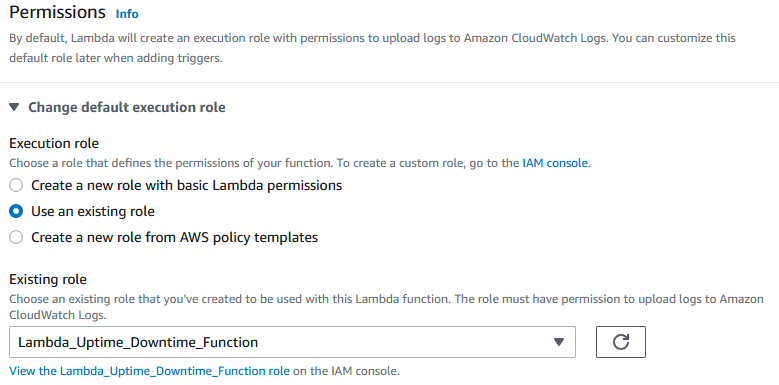 Permissions Info
By default, Lambda will create an execution role with permissions to upload logs to Amazon CloudWatch Logs. You can customize this
default role later when adding triggers.
Change default execution role
Execution role
Choose a role that defines the permissions of your function. To create a custom role, go to the IAM console.
Create a new role with basic Lambda permissions
Use an existing role
Create a new role from AWS policy templates
Existing role
Choose an existing role that you've created to be used with this Lambda function. The role must have permission to upload logs to Amazon
CloudWatch Logs.
Lambda_Uptime_Downtime_Function
View the Lambda_Uptime_Downtime_Function role on the IAM console.